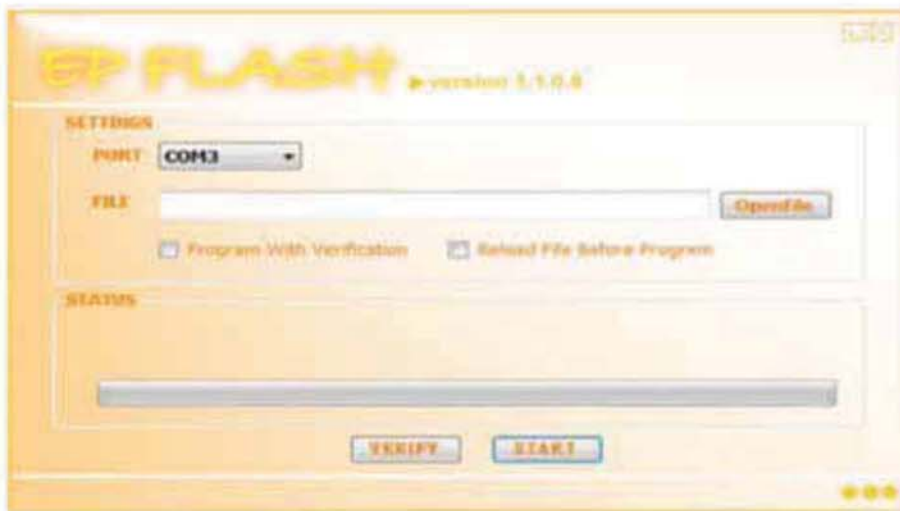 EP FLASH ▶ version 1.1.0.8
SETTINGS
PORT COM3
FILE OpenFile
Program With Verification Reload File Before Program
STATUS
VERIFY START